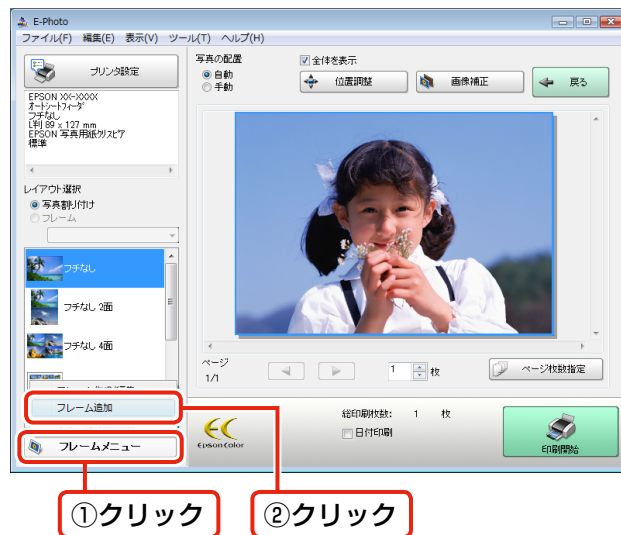 E-Photo
ファイル(F) 編集(E) 表示(V) ツール(T) ヘルプ(H)
プリンタ設定
EPSON XX-XXXX
オートシートフィーダ
フチなし
L判 89 x 127 mm
EPSON 写真用紙クリスピア
標準
レイアウト選択
写真割り付け
フレーム
フチなし
フチなし 2面
フチなし 4面
フレーム追加
フレームメニュー
写真の配置
自動
手動
全体を表示
位置調整
画像補正
戻る
ページ
1/1
1 枚
ページ枚数指定
EC
Epson Color
総印刷枚数: 1 枚
日付印刷
印刷開始
①クリック
②クリック